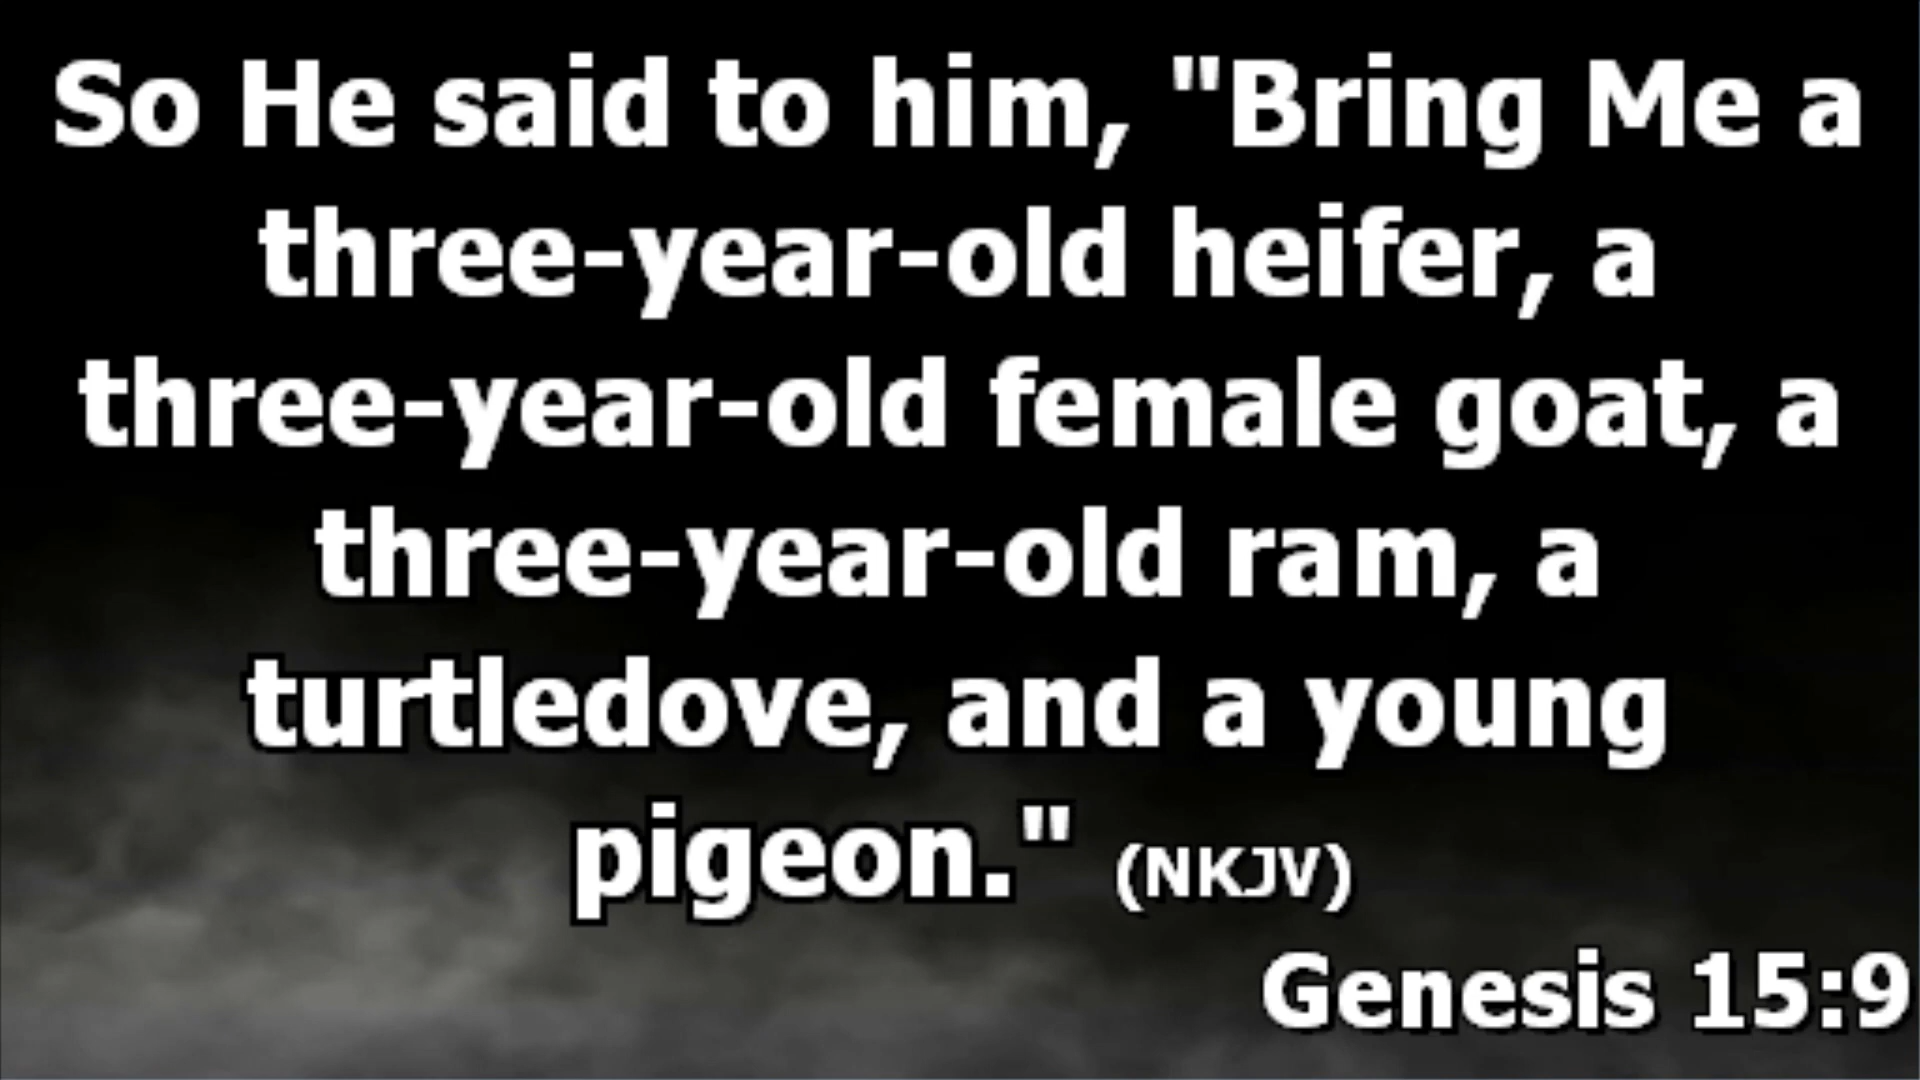 So He said to him, "Bring Me a
three-year-old heifer, a
three-year-old female goat, a
three-year-old ram, a
turtledove, and a young
pigeon." (NKJV)
Genesis 15:9